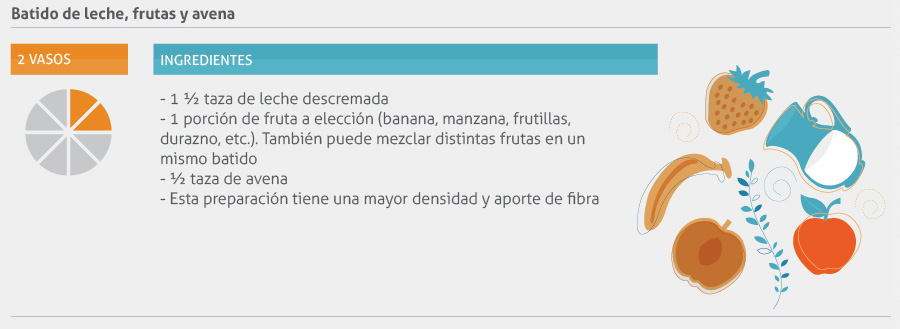 Batido de leche, frutas y avena
2 VASOS
INGREDIENTES
- 1 ½ taza de leche descremada
- 1 porción de fruta a elección (banana, manzana, frutillas,
durazno, etc.). También puede mezclar distintas frutas en un
mismo batido
- ½ taza de avena
- Esta preparación tiene una mayor densidad y aporte de fibra